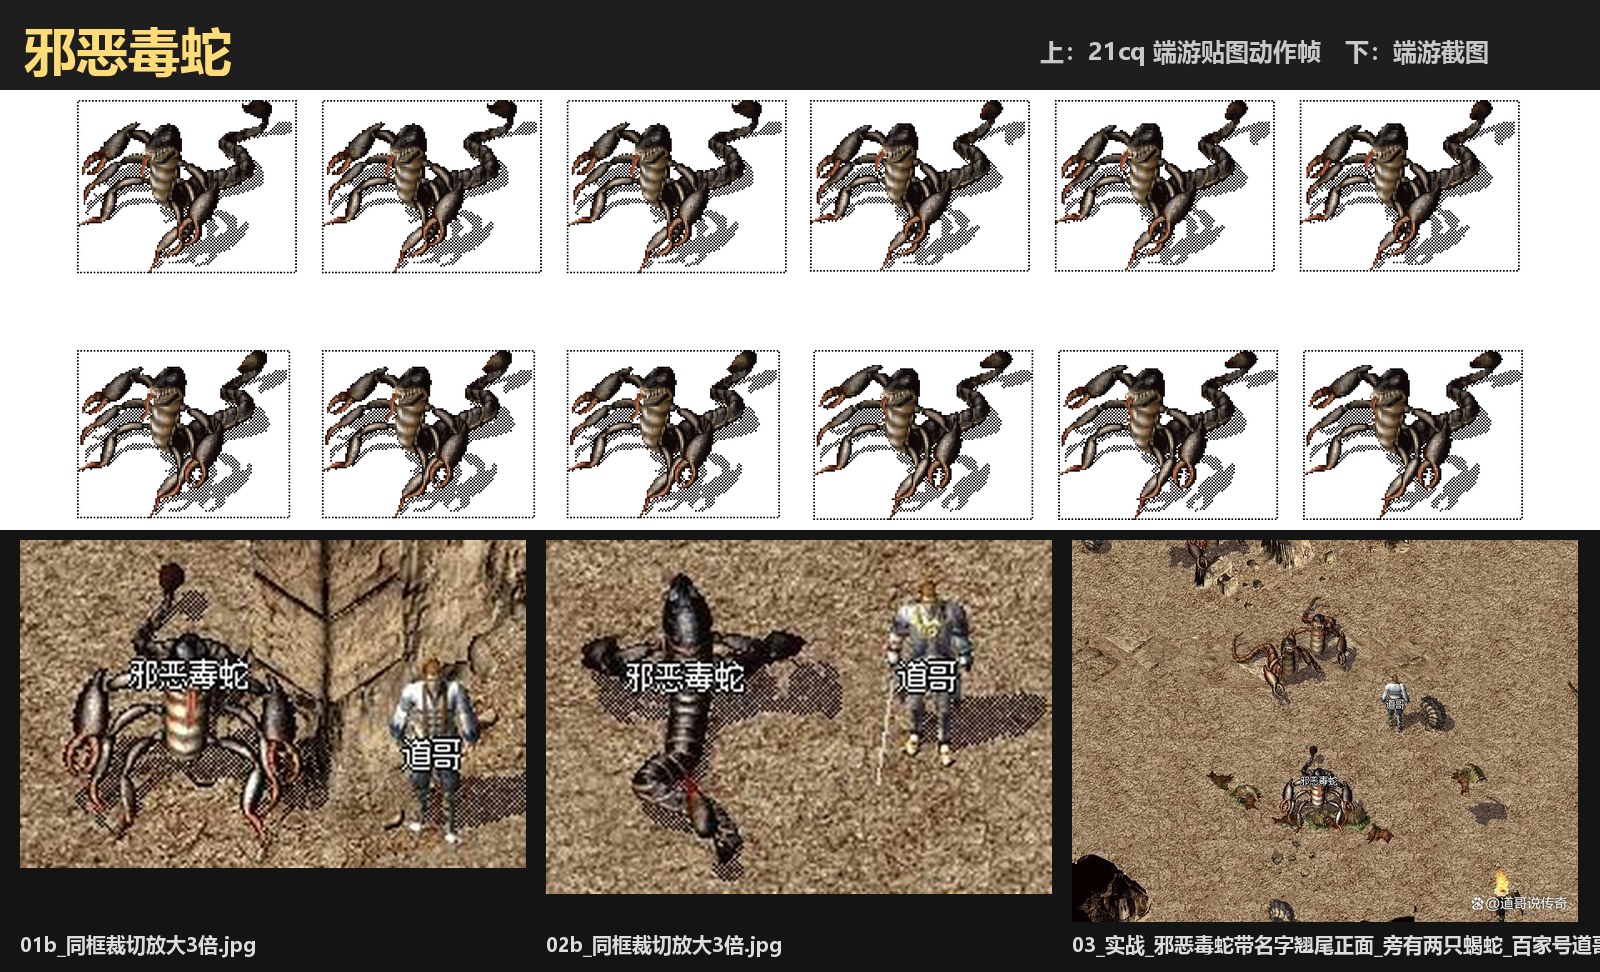 邪恶毒蛇
上：21cq 端游贴图动作帧　下：端游截图
邪恶毒蛇
道哥
邪恶毒蛇
道哥
道哥
邪恶毒蛇
@道哥说传奇
01b_同框裁切放大3倍.jpg
02b_同框裁切放大3倍.jpg
03_实战_邪恶毒蛇带名字翘尾正面_旁有两只蝎蛇_百家号道哥